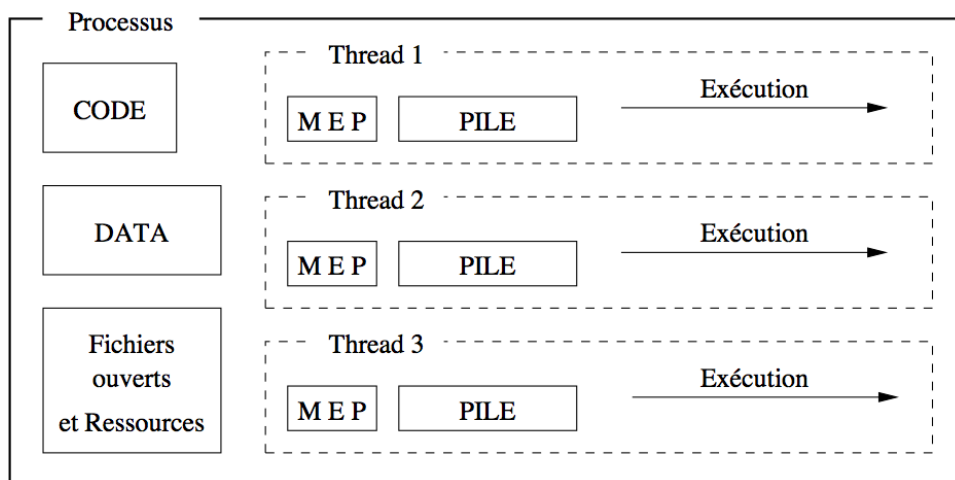 Processus
CODE
DATA
Fichiers
ouverts
et Ressources
Thread 1
M E P
PILE
Exécution
Thread 2
M E P
PILE
Exécution
Thread 3
M E P
PILE
Exécution